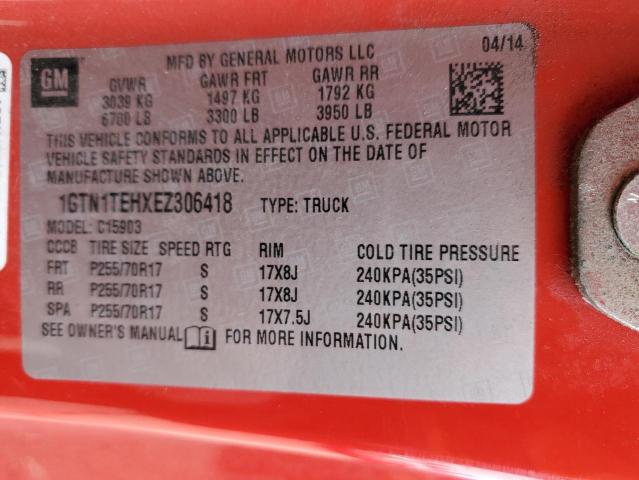 MFD BY GENERAL MOTORS LLC 04/14
GM
GVWR GAWR FRT GAWR RR
3039 KG 1497 KG 1792 KG
6700 LB 3300 LB 3950 LB
THIS VEHICLE CONFORMS TO ALL APPLICABLE U.S. FEDERAL MOTOR
VEHICLE SAFETY STANDARDS IN EFFECT ON THE DATE OF
MANUFACTURE SHOWN ABOVE.
1GTN1TEHXEZ306418 TYPE: TRUCK
MODEL: C15903
CCCB TIRE SIZE SPEED RTG RIM COLD TIRE PRESSURE
FRT P255/70R17 S 17X8J 240KPA(35PSI)
RR P255/70R17 S 17X8J 240KPA(35PSI)
SPA P255/70R17 S 17X7.5J 240KPA(35PSI)
SEE OWNER'S MANUAL FOR MORE INFORMATION.